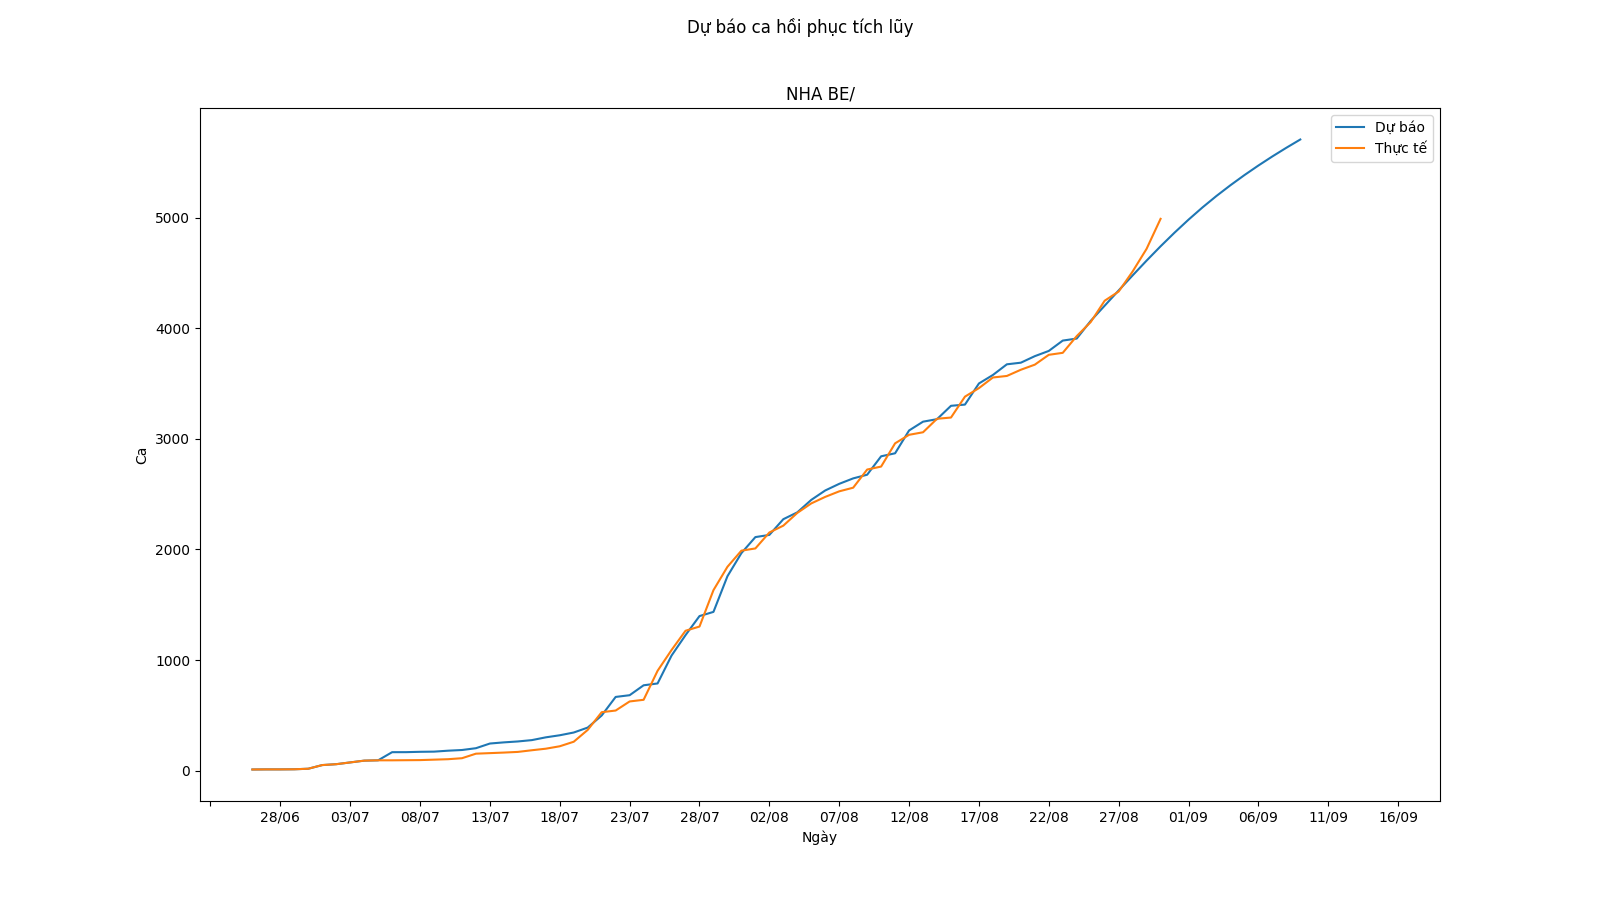 Dự báo ca hồi phục tích lũy
NHA BE/
Dự báo
Thực tế
5000
4000
3000
2000
1000
0
Ca
28/06 03/07 08/07 13/07 18/07 23/07 28/07 02/08 07/08 12/08 17/08 22/08 27/08 01/09 06/09 11/09 16/09
Ngày